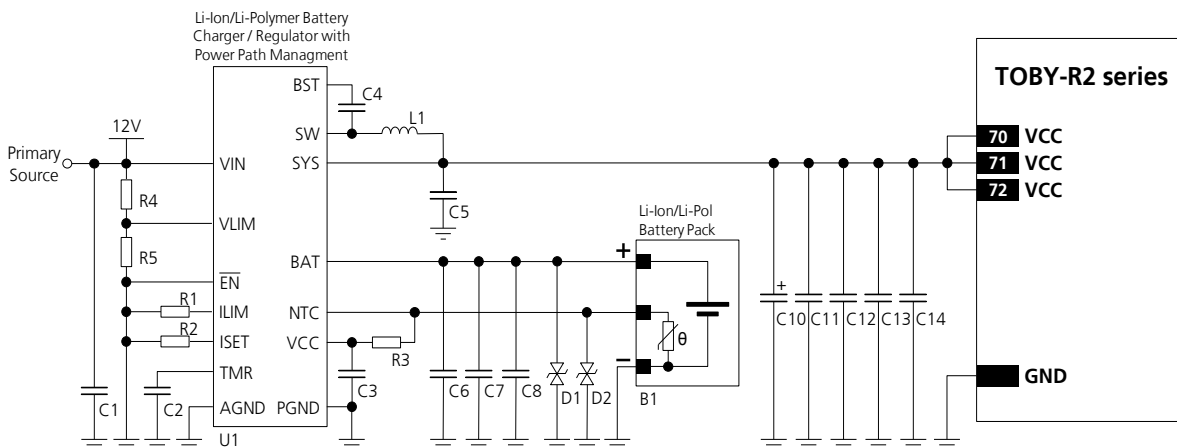 Li-Ion/Li-Polymer Battery
Charger / Regulator with
Power Path Managment
TOBY-R2 series
BST
C4
SW
L1
12V
Primary
Source
VIN
SYS
70 VCC
71 VCC
72 VCC
R4
C5
VLIM
Li-Ion/Li-Pol
Battery Pack
R5
BAT
+
EN
R1
ILIM
NTC
+
C10
C11
C12
C13
C14
R2
ISET
VCC
R3
θ
TMR
−
GND
C1
C2
C3
C6
C7
C8
D1
D2
B1
AGND
PGND
U1